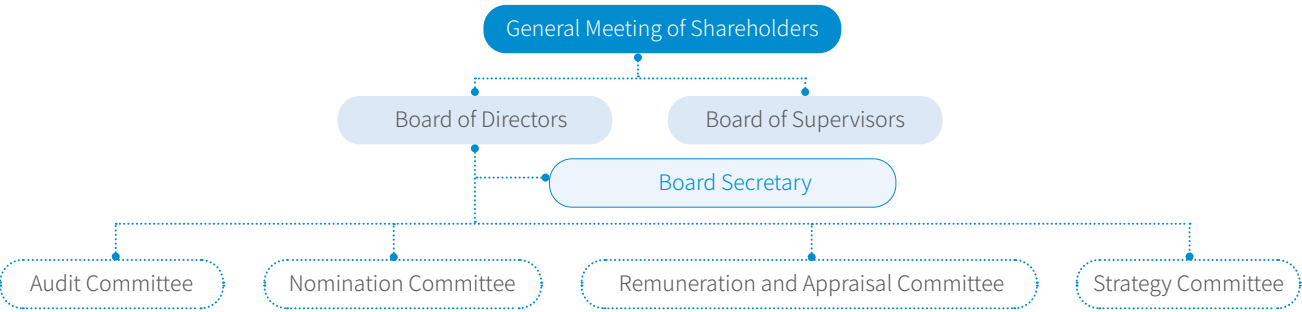 General Meeting of Shareholders
Board of Directors
Board of Supervisors
Board Secretary
Audit Committee
Nomination Committee
Remuneration and Appraisal Committee
Strategy Committee